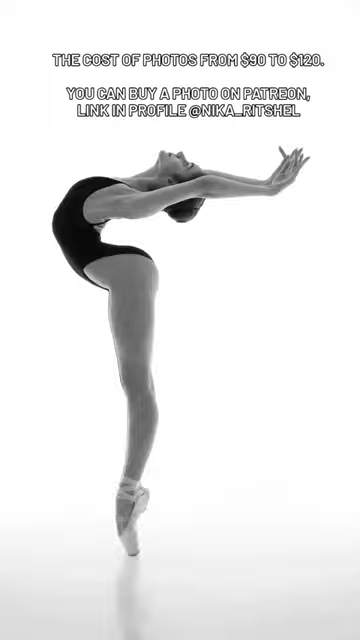 THE COST OF PHOTOS FROM $90 TO $120.
YOU CAN BUY A PHOTO ON PATREON,
LINK IN PROFILE @NIKA_RITSHEL